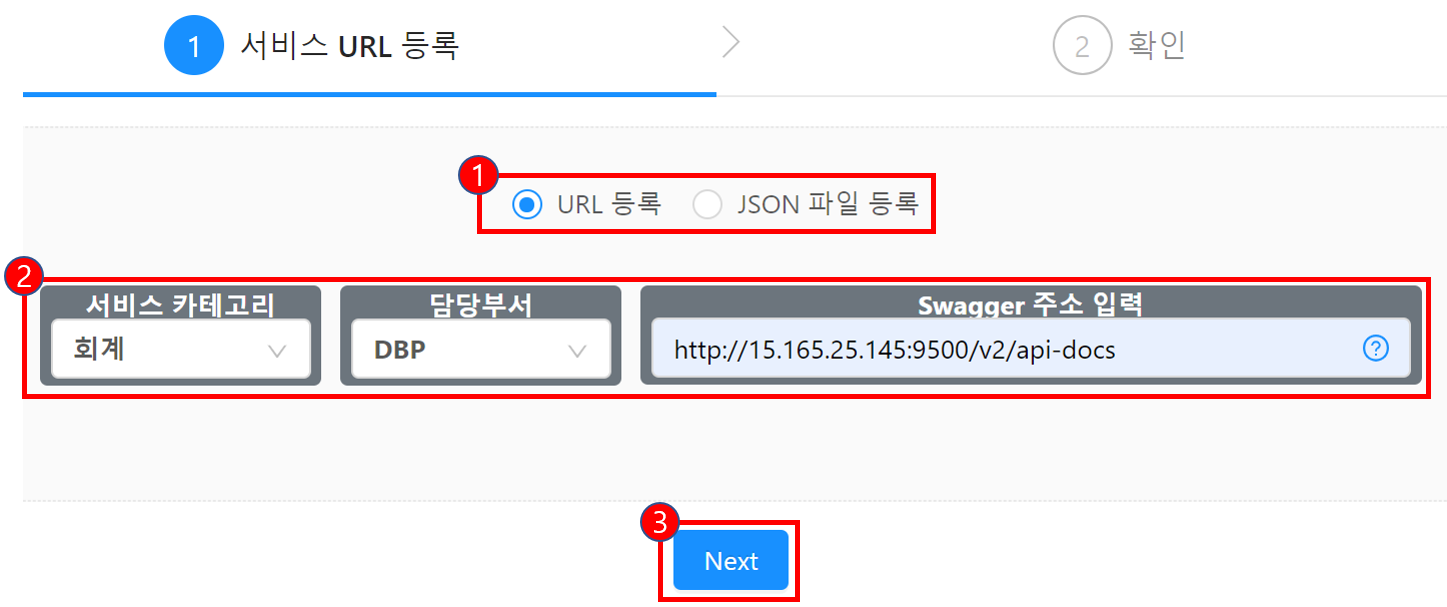 1 서비스 URL 등록
2 확인
1
URL 등록 JSON 파일 등록
2
서비스 카테고리 담당부서 Swagger 주소 입력
회계 DBP http://15.165.25.145:9500/v2/api-docs ?
3
Next